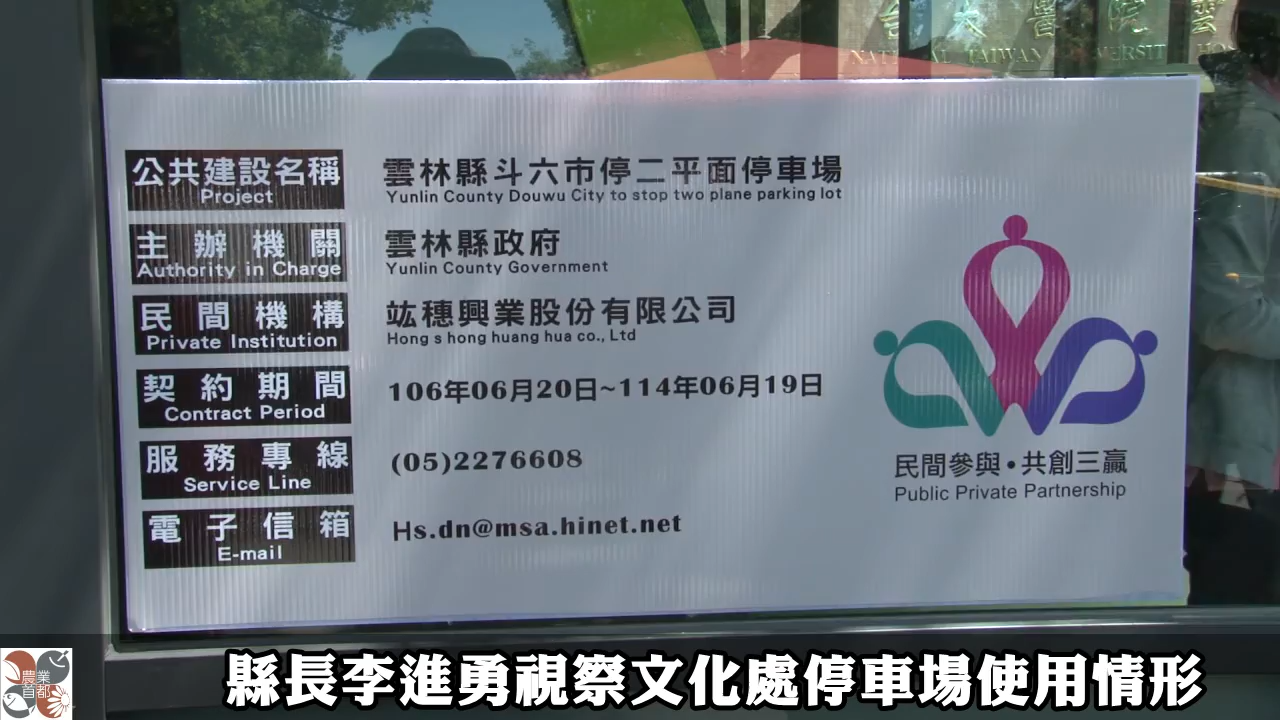 公共建設名稱
Project
雲林縣斗六市停二平面停車場
Yunlin County Douwu City to stop two plane parking lot
主辦機關
Authority in Charge
雲林縣政府
Yunlin County Government
民間機構
Private Institution
竑穗興業股份有限公司
Hong s hong huang hua co., Ltd
契約期間
Contract Period
106年06月20日~114年06月19日
服務專線
Service Line
(05)2276608
電子信箱
E-mail
Hs.dn@msa.hinet.net
民間參與•共創三贏
Public Private Partnership
農業
首都
縣長李進勇視察文化處停車場使用情形